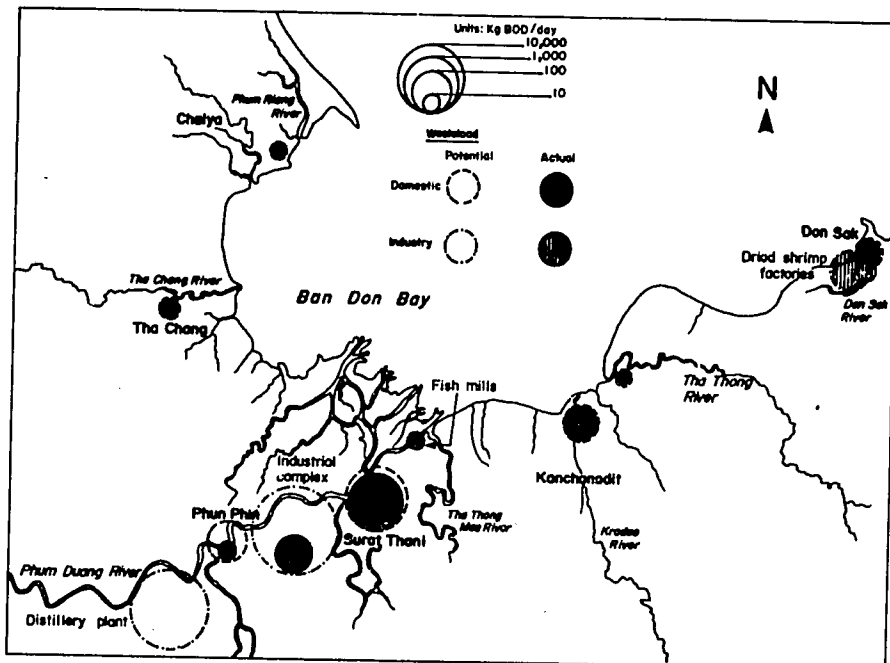 Units: Kg BOD/day
10,000
1,000
100
10
N
Phum Riang
River
Chaiya
Wasteload
Potential
Actual
Domestic
Industry
Don Sak
Dried shrimp
factories
Don Sak
River
Tha Chang River
Tha Chang
Ban Don Bay
Fish mills
Tha Thong
River
Industrial
complex
Kanchanadit
Phun Phin
Surat Thani
Tha Thong
Mae River
Kradae
River
Phum Duang River
Distillery plant